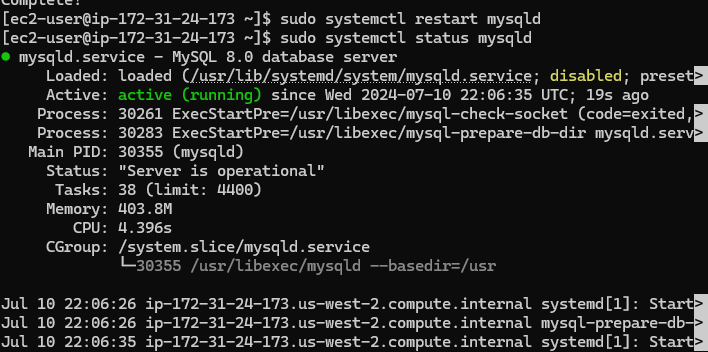 Complete!
[ec2-user@ip-172-31-24-173 ~]$ sudo systemctl restart mysqld
[ec2-user@ip-172-31-24-173 ~]$ sudo systemctl status mysqld
● mysqld.service - MySQL 8.0 database server
     Loaded: loaded (/usr/lib/systemd/system/mysqld.service; disabled; preset>
     Active: active (running) since Wed 2024-07-10 22:06:35 UTC; 19s ago
    Process: 30261 ExecStartPre=/usr/libexec/mysql-check-socket (code=exited,>
    Process: 30283 ExecStartPre=/usr/libexec/mysql-prepare-db-dir mysqld.serv>
   Main PID: 30355 (mysqld)
     Status: "Server is operational"
      Tasks: 38 (limit: 4400)
     Memory: 403.8M
        CPU: 4.396s
     CGroup: /system.slice/mysqld.service
             └─30355 /usr/libexec/mysqld --basedir=/usr
Jul 10 22:06:26 ip-172-31-24-173.us-west-2.compute.internal systemd[1]: Start>
Jul 10 22:06:26 ip-172-31-24-173.us-west-2.compute.internal mysql-prepare-db->
Jul 10 22:06:35 ip-172-31-24-173.us-west-2.compute.internal systemd[1]: Start>